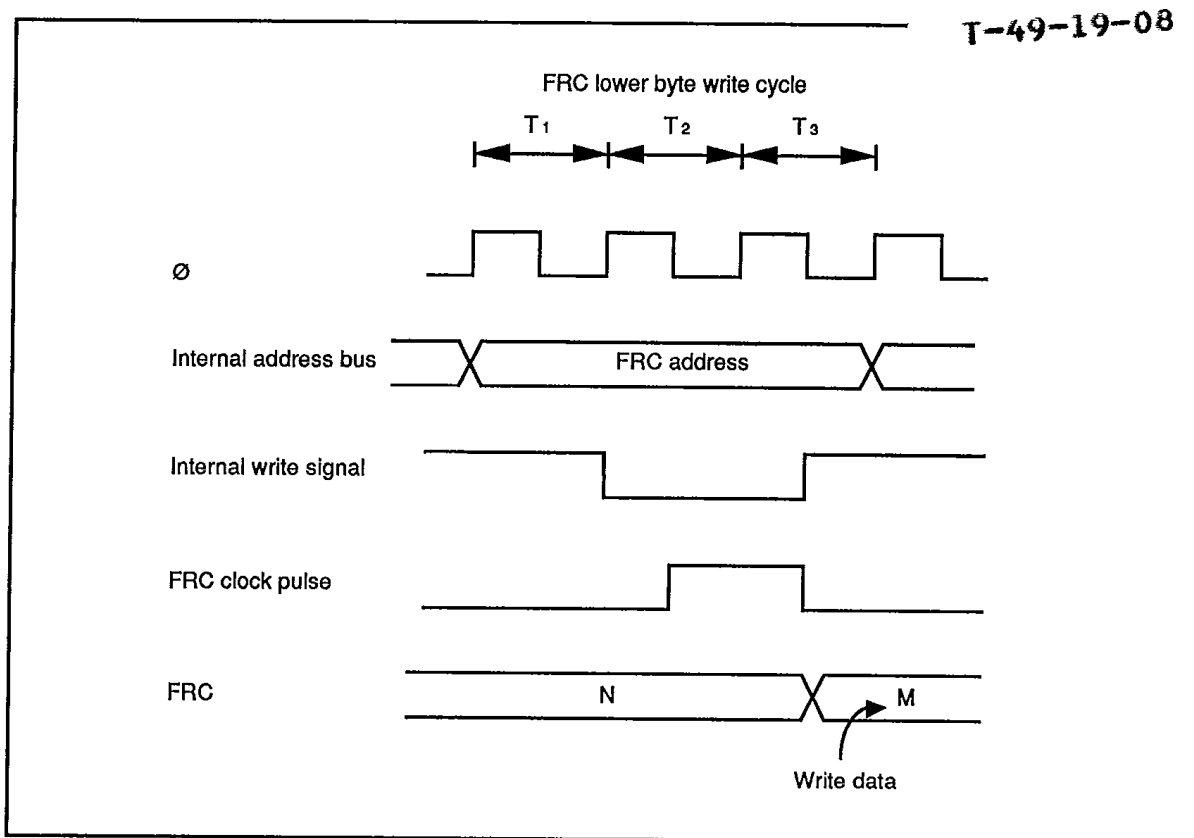 T-49-19-08
FRC lower byte write cycle
T1 T2 T3
Ø
Internal address bus
FRC address
Internal write signal
FRC clock pulse
FRC
N
M
Write data